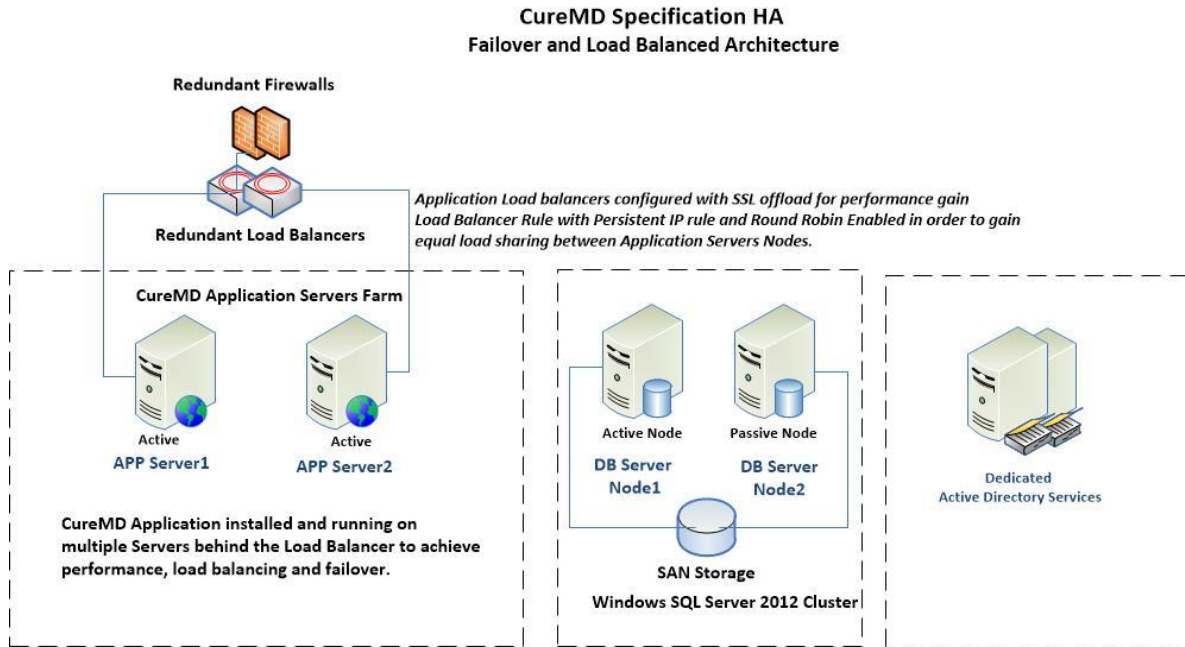 CureMD Specification HA
Failover and Load Balanced Architecture
Redundant Firewalls
Application Load balancers configured with SSL offload for performance gain
Load Balancer Rule with Persistent IP rule and Round Robin Enabled in order to gain
equal load sharing between Application Servers Nodes.
Redundant Load Balancers
CureMD Application Servers Farm
Active
APP Server1
Active
APP Server2
CureMD Application installed and running on
multiple Servers behind the Load Balancer to achieve
performance, load balancing and failover.
Active Node
DB Server
Node1
Passive Node
DB Server
Node2
SAN Storage
Windows SQL Server 2012 Cluster
Dedicated
Active Directory Services